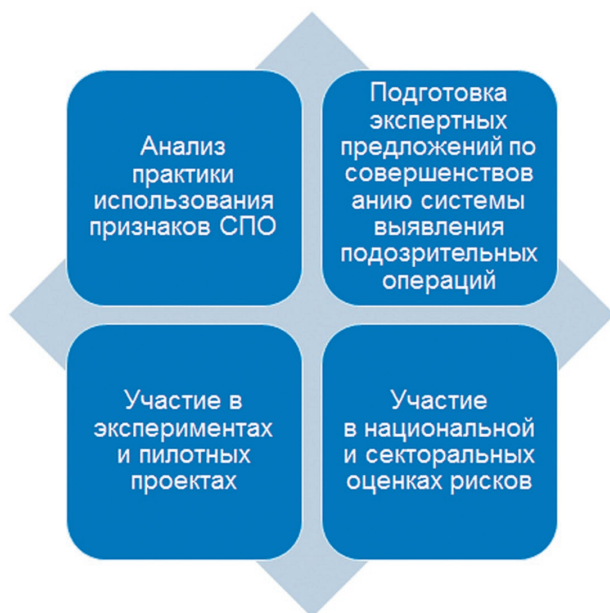 Анализ
практики
использования
признаков СПО
Подготовка
экспертных
предложений по
совершенствов
анию системы
выявления
подозрительных
операций
Участие в
экспериментах
и пилотных
проектах
Участие
в национальной
и секторальных
оценках рисков